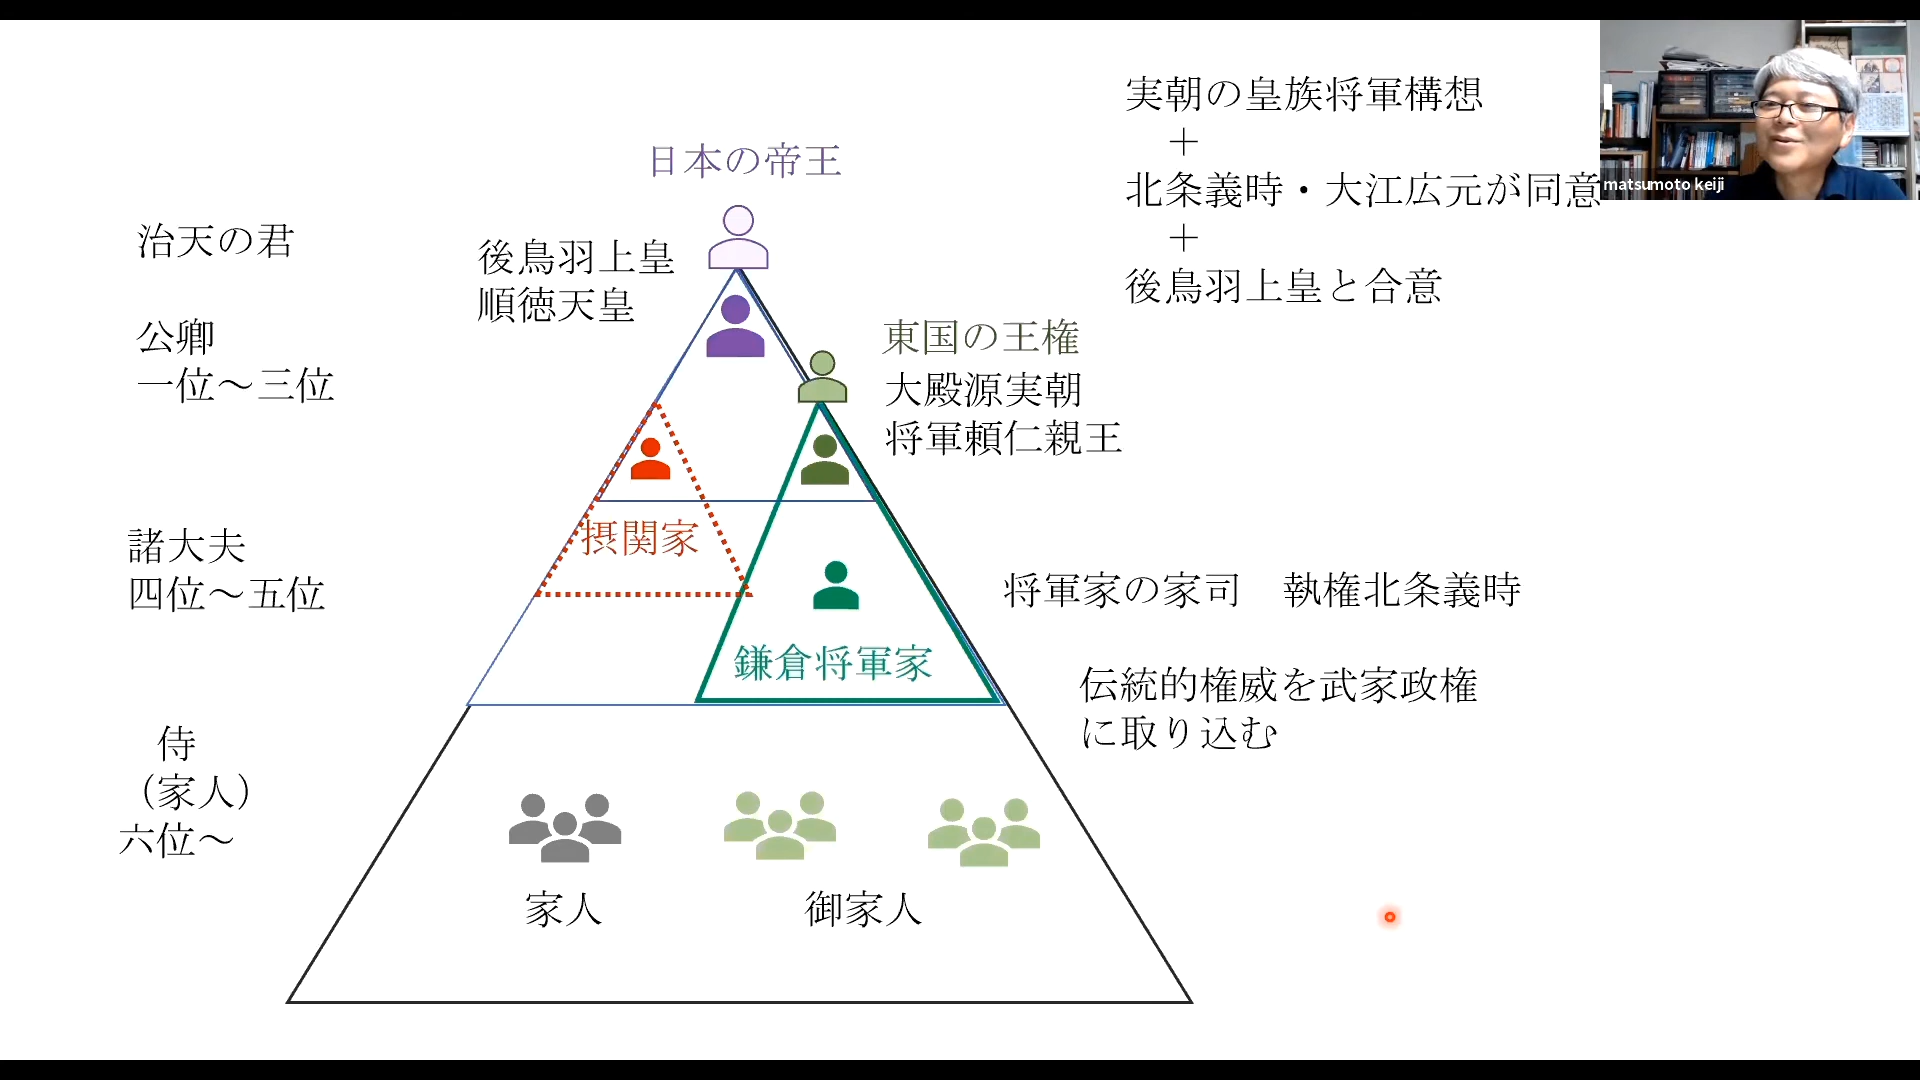 実朝の皇族将軍構想
＋
北条義時・大江広元が同意
＋
後鳥羽上皇と合意
matsumoto keiji
日本の帝王
治天の君
後鳥羽上皇
順徳天皇
公卿
一位～三位
東国の王権
大殿源実朝
将軍頼仁親王
摂関家
諸大夫
四位～五位
将軍家の家司　執権北条義時
鎌倉将軍家
伝統的権威を武家政権
に取り込む
侍
（家人）
六位～
家人
御家人